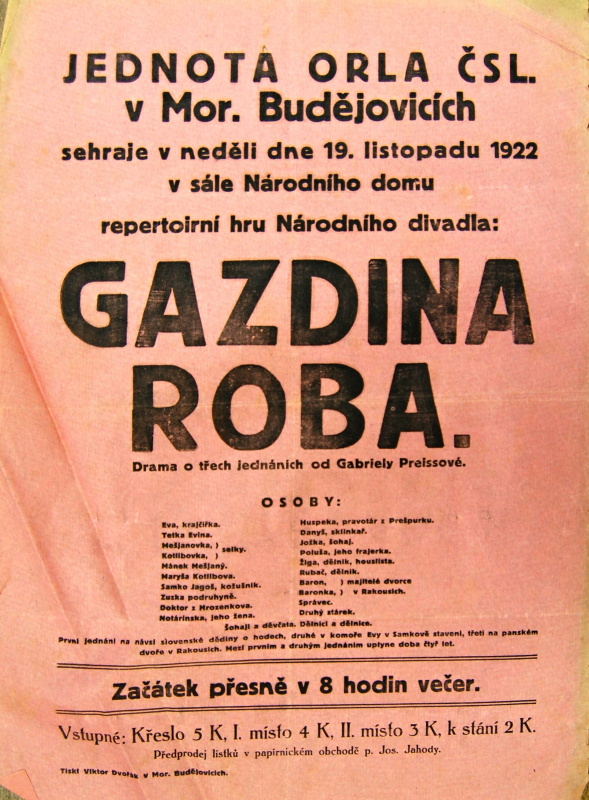 JEDNOTA ORLA ČSL.
v Mor. Budějovicích
sehraje v neděli dne 19. listopadu 1922
v sále Národního domu
repertoirní hru Národního divadla:
GAZDINA
ROBA.
Drama o třech jednáních od Gabriely Preissové.
OSOBY:
Eva, krajčířka.
Tetka Evina.
Mešjanovka, ) selky.
Kotlibovka, )
Mánek Mešjaný.
Maryša Kotlibova.
Samko Jagoš, kožušník.
Zuzka podruhyně.
Doktor z Hrozenkova.
Notárinska, jeho žena.
Huspeka, pravotár z Prešpurku.
Danyš, sklinkař.
Jožka, šohaj.
Poluša, jeho frajerka.
Žiga, dělník, houslista.
Rubač, dělník.
Baron, ) majitelé dvorce
Baronka, ) v Rakousích.
Správec.
Druhý stárek.
Šohaji a děvčata. Dělníci a dělnice.
První jednání na návsi slovenské dědiny o hodech, druhé v komoře Evy v Samkově stavení, třetí na panském
dvoře v Rakousích. Mezi prvním a druhým jednáním uplyne doba čtyř let.
Začátek přesně v 8 hodin večer.
Vstupné: Křeslo 5 K, I. místo 4 K, II. místo 3 K, k stání 2 K.
Předprodej lístků v papírnickém obchodě p. Jos. Jahody.
Tiskl Viktor Dvořák v Mor. Budějovicích.